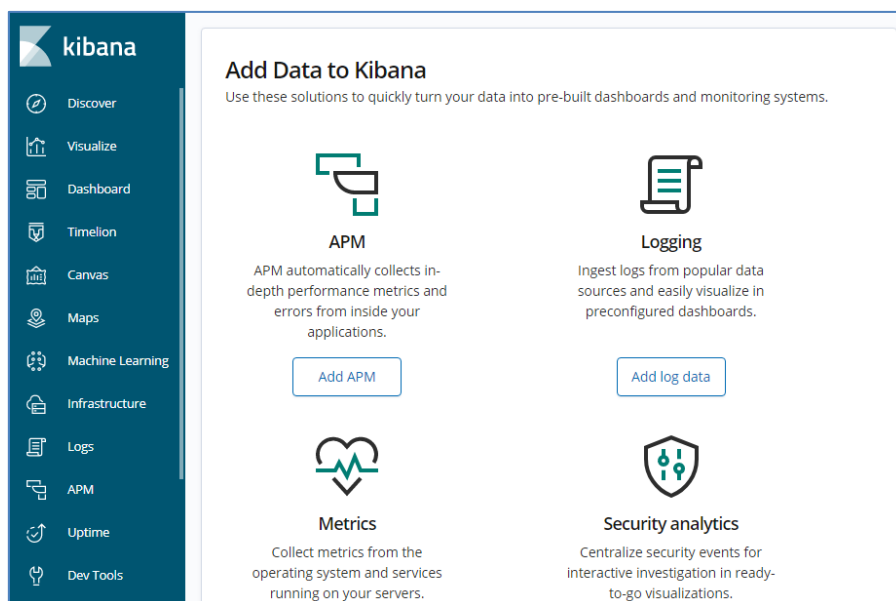 kibana
Discover
Visualize
Dashboard
Timelion
Canvas
Maps
Machine Learning
Infrastructure
Logs
APM
Uptime
Dev Tools
Add Data to Kibana
Use these solutions to quickly turn your data into pre-built dashboards and monitoring systems.
APM
APM automatically collects in-
depth performance metrics and
errors from inside your
applications.
Add APM
Logging
Ingest logs from popular data
sources and easily visualize in
preconfigured dashboards.
Add log data
Metrics
Collect metrics from the
operating system and services
running on your servers.
Security analytics
Centralize security events for
interactive investigation in ready-
to-go visualizations.